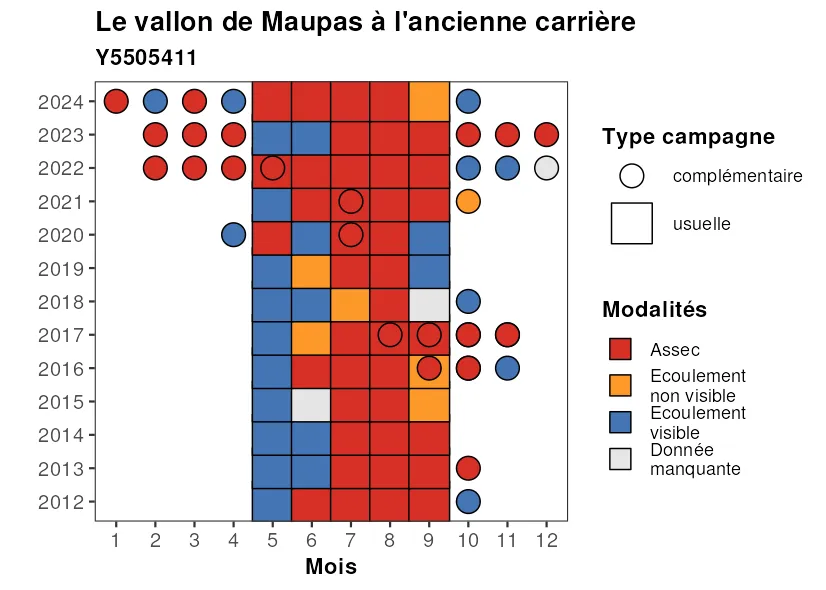 Le vallon de Maupas à l'ancienne carrière
Y5505411
2024
2023
2022
2021
2020
2019
2018
2017
2016
2015
2014
2013
2012
1 2 3 4 5 6 7 8 9 10 11 12
Mois
Type campagne
complémentaire
usuelle
Modalités
Assec
Ecoulement
non visible
Ecoulement
visible
Donnée
manquante